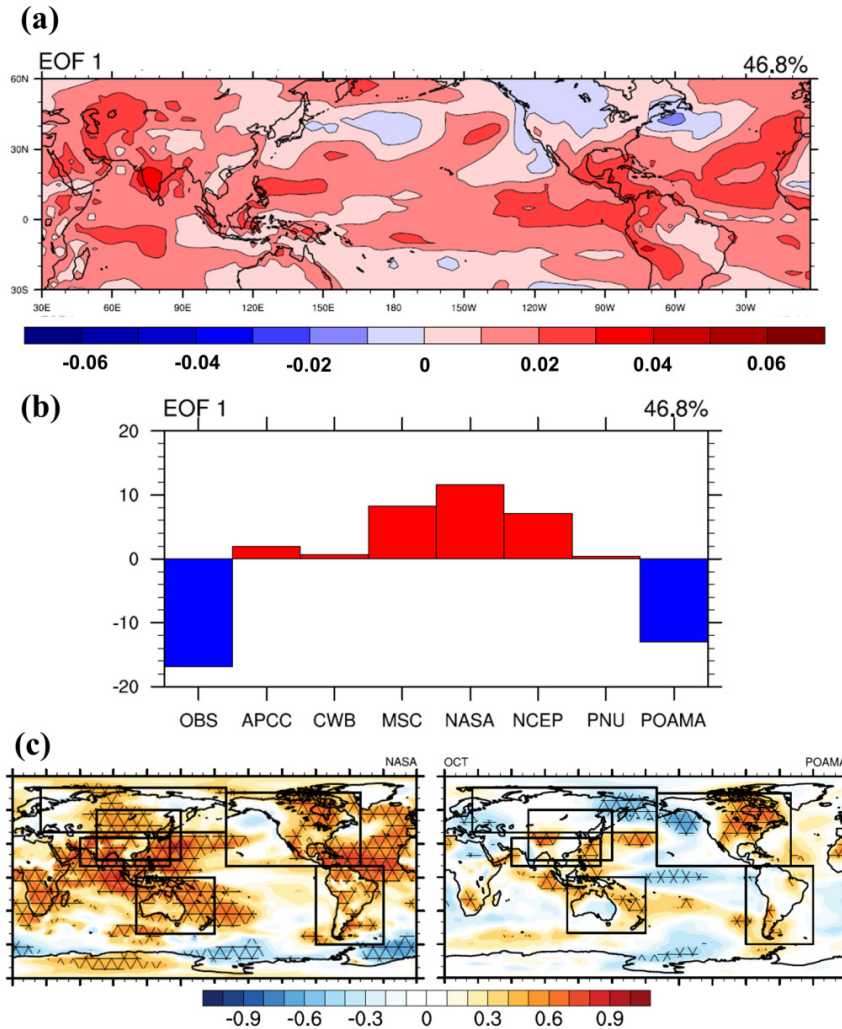 (a)
EOF 1 46.8%
60N
30N
0
30S
30E 60E 90E 120E 150E 180 150W 120W 90W 60W 30W
-0.06 -0.04 -0.02 0 0.02 0.04 0.06
(b)
EOF 1 46.8%
20
10
0
-10
-20
OBS APCC CWB MSC NASA NCEP PNU POAMA
(c)
NASA OCT POAMA
-0.9 -0.6 -0.3 0 0.3 0.6 0.9